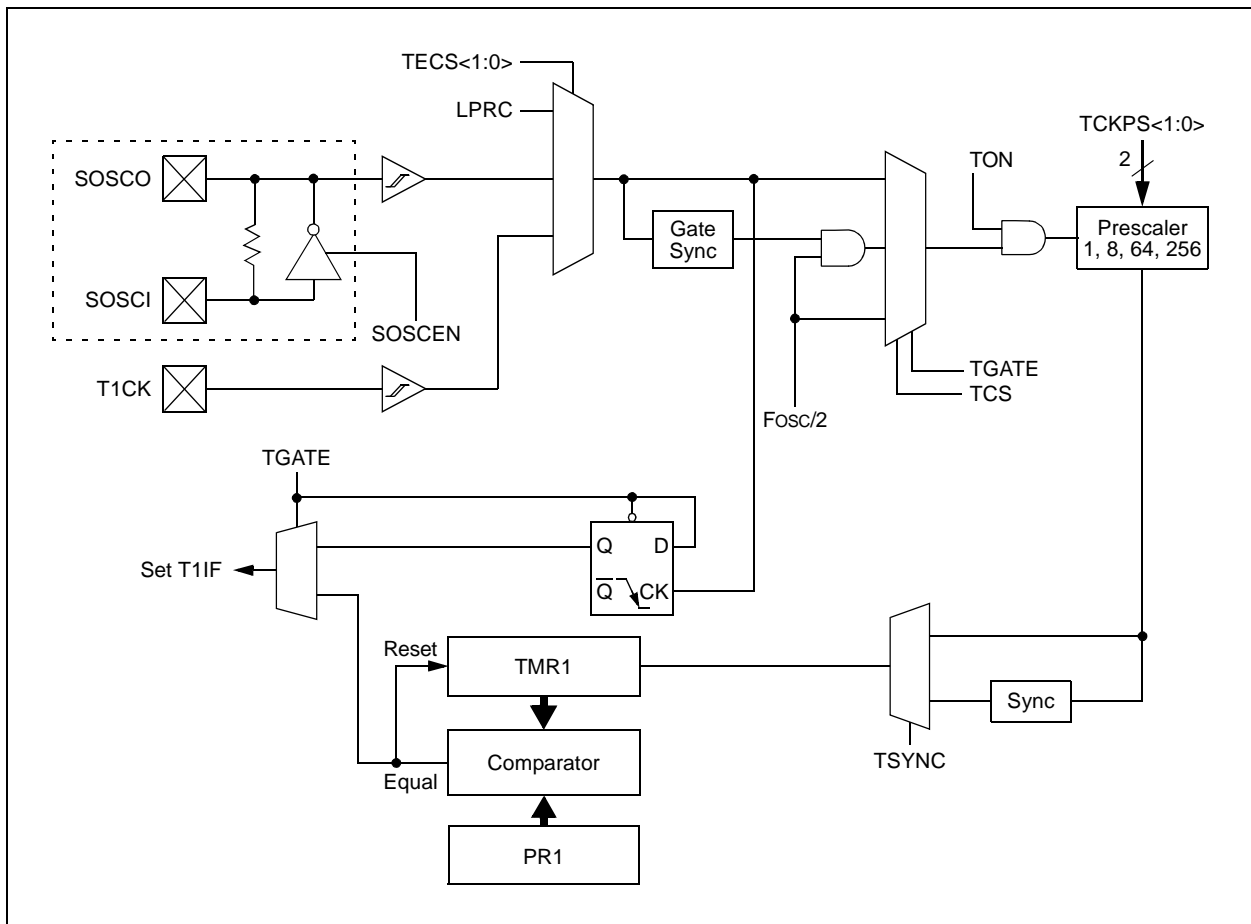 TECS<1:0>
LPRC
TCKPS<1:0>
SOSCO
TON
2
Gate
Sync
Prescaler
1, 8, 64, 256
SOSCI
SOSCEN
T1CK
TGATE
TCS
FOSC/2
TGATE
Q
D
Set T1IF
Q
CK
Reset
TMR1
Sync
Comparator
Equal
TSYNC
PR1